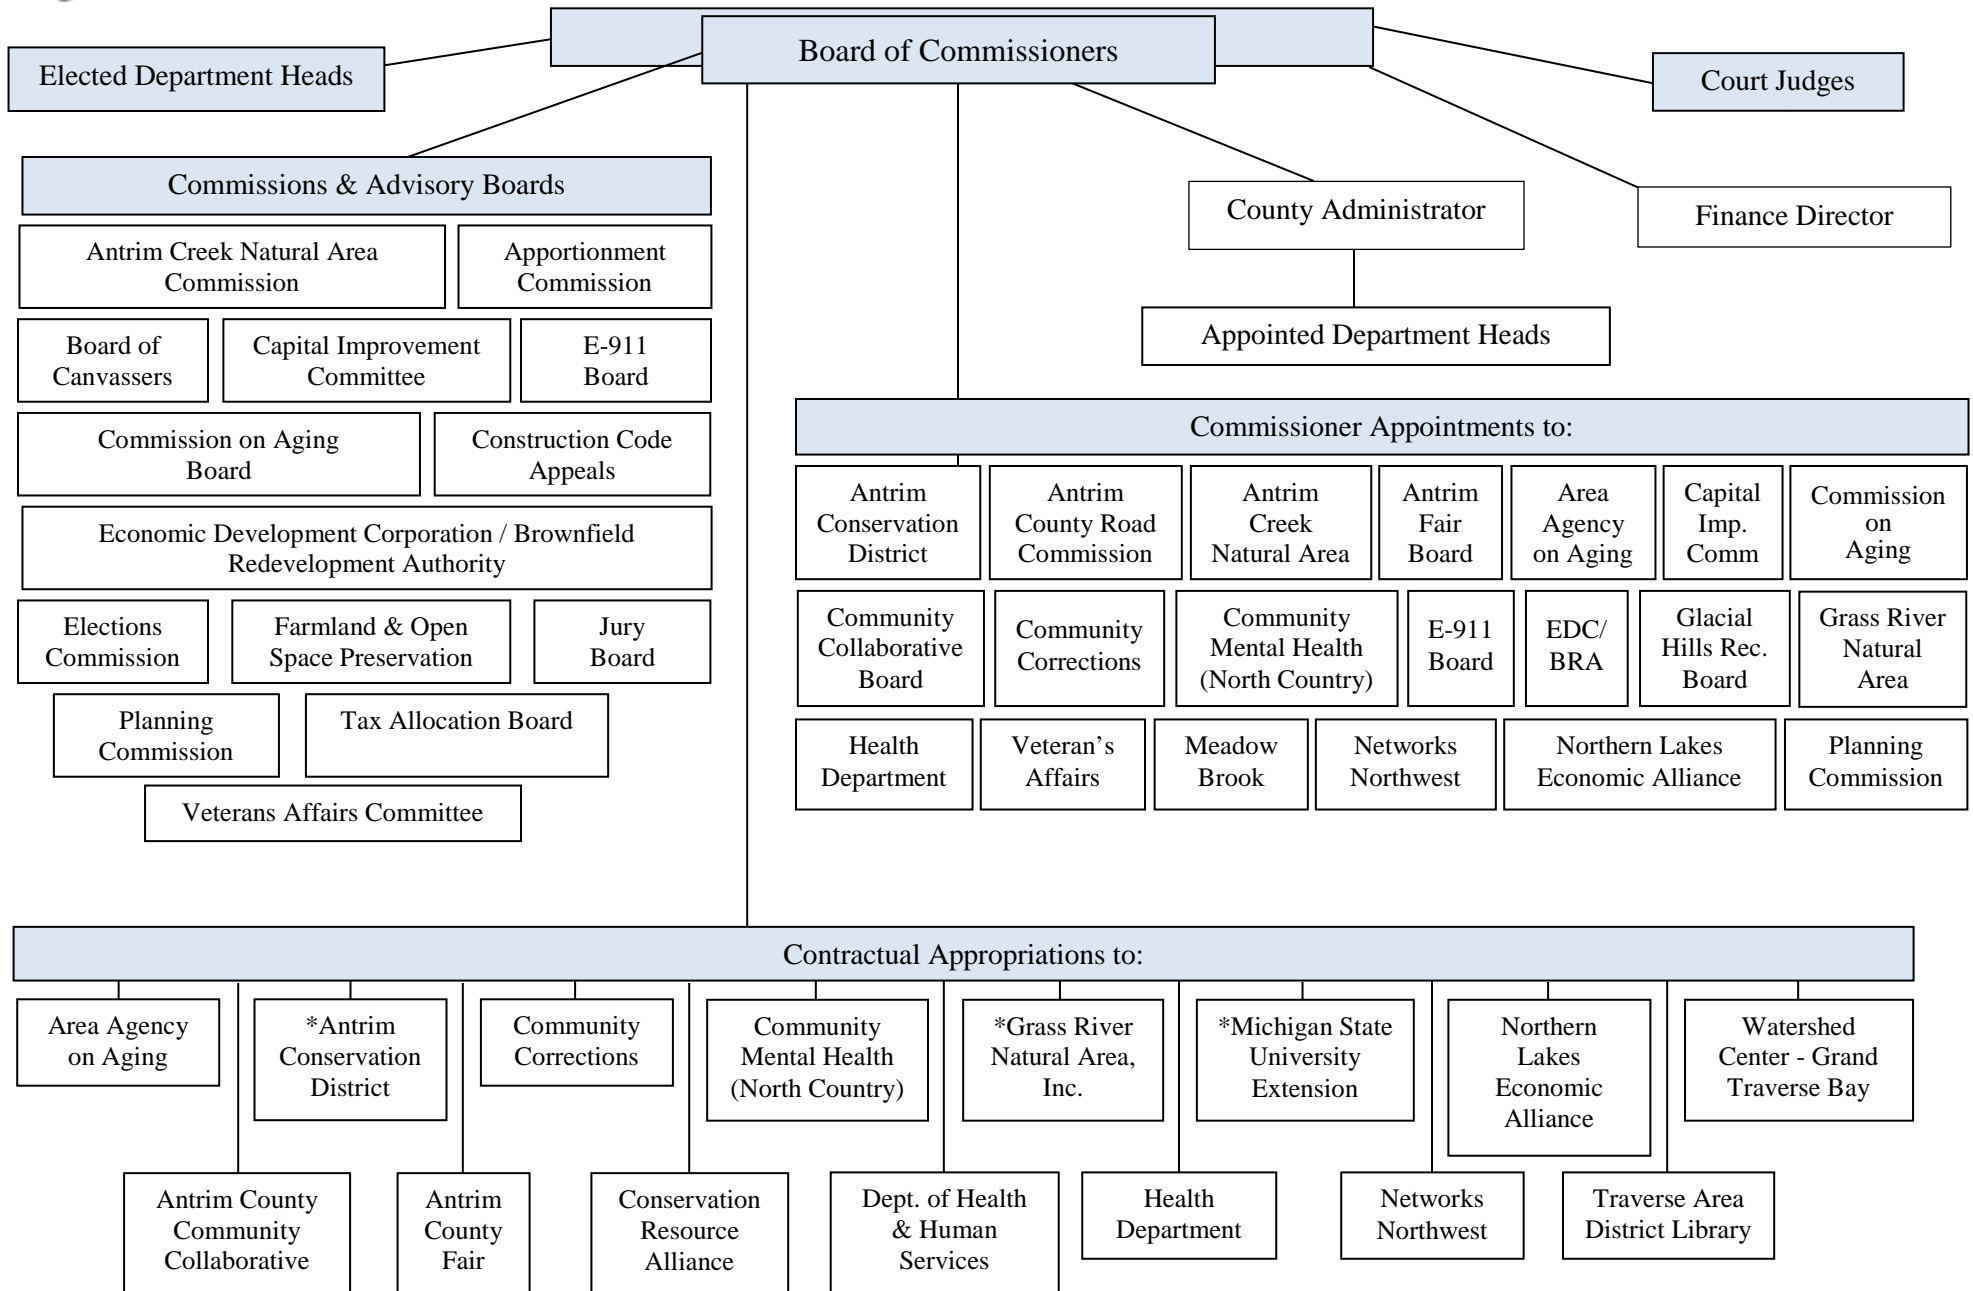 Board of Commissioners
Elected Department Heads
Court Judges
Commissions & Advisory Boards
County Administrator
Finance Director
Antrim Creek Natural Area
Commission
Apportionment
Commission
Board of
Canvassers
Capital Improvement
Committee
E-911
Board
Appointed Department Heads
Commission on Aging
Board
Construction Code
Appeals
Economic Development Corporation / Brownfield
Redevelopment Authority
Elections
Commission
Farmland & Open
Space Preservation
Jury
Board
Planning
Commission
Tax Allocation Board
Veterans Affairs Committee
Commissioner Appointments to:
Antrim
Conservation
District
Antrim
County Road
Commission
Antrim
Creek
Natural Area
Antrim
Fair
Board
Area
Agency
on Aging
Capital
Imp.
Comm
Commission
on
Aging
Community
Collaborative
Board
Community
Corrections
Community
Mental Health
(North Country)
E-911
Board
EDC/
BRA
Glacial
Hills Rec.
Board
Grass River
Natural
Area
Health
Department
Veteran’s
Affairs
Meadow
Brook
Networks
Northwest
Northern Lakes
Economic Alliance
Planning
Commission
Contractual Appropriations to:
Area Agency
on Aging
*Antrim
Conservation
District
Community
Corrections
Community
Mental Health
(North Country)
*Grass River
Natural Area,
Inc.
*Michigan State
University
Extension
Northern
Lakes
Economic
Alliance
Watershed
Center - Grand
Traverse Bay
Antrim County
Community
Collaborative
Antrim
County
Fair
Conservation
Resource
Alliance
Dept. of Health
& Human
Services
Health
Department
Networks
Northwest
Traverse Area
District Library